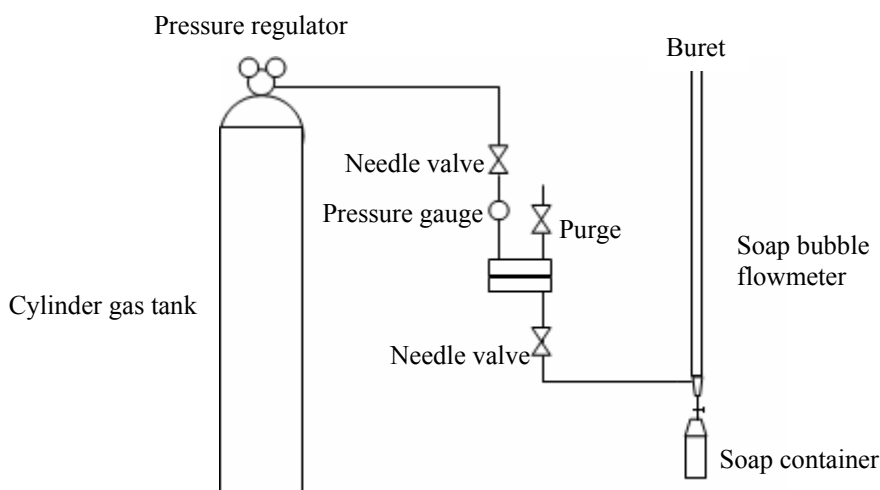 Pressure regulator
Buret
Needle valve
Pressure gauge
Purge
Soap bubble
flowmeter
Cylinder gas tank
Needle valve
Soap container